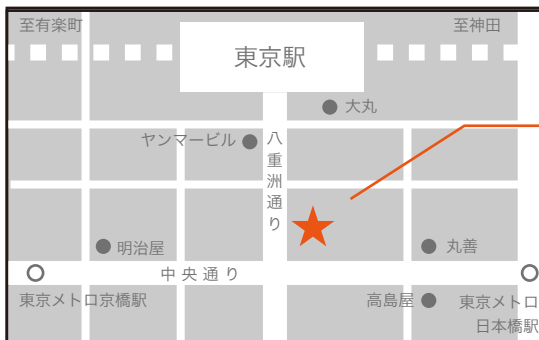 至有楽町
至神田
東京駅
大丸
ヤンマービル
八重洲通り
明治屋
丸善
中央通り
東京メトロ京橋駅
高島屋
東京メトロ
日本橋駅